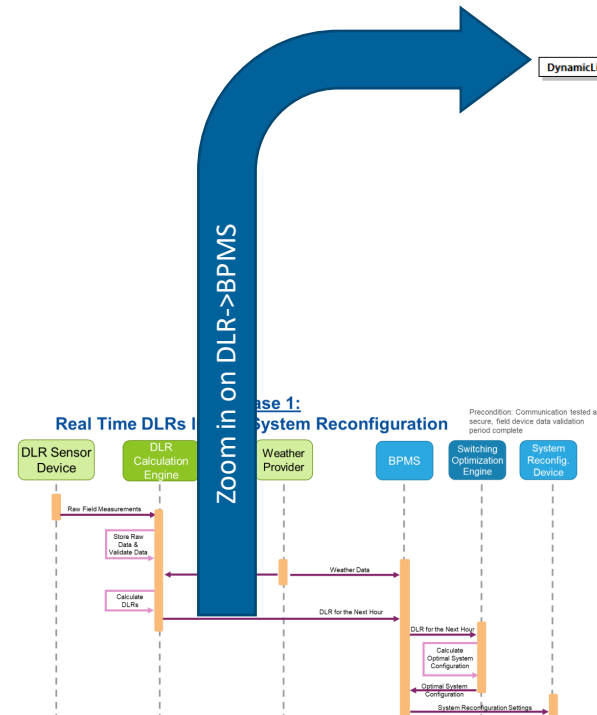 DynamicLi
Zoom in on DLR->BPMS
ase 1:
Real Time DLRs I
System Reconfiguration
Precondition: Communication tested a
secure, field device data validation
period complete
DLR Sensor
Device
DLR
Calculation
Engine
Weather
Provider
BPMS
Switching
Optimization
Engine
System
Reconfig.
Device
Raw Field Measurements
Store Raw
Data &
Validate Data
Weather Data
Calculate
DLRs
DLR for the Next Hour
DLR for the Next Hour
Calculate
Optimal System
Configuration
Optimal System
Configuration
System Reconfiguration Settings